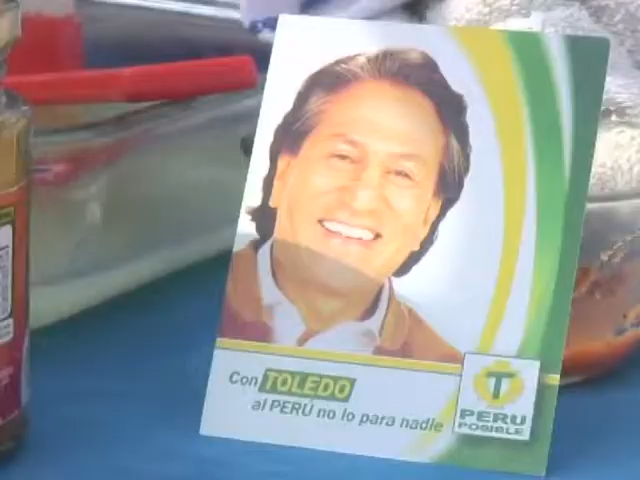 Con TOLEDO
al PERÚ no lo para nadie
T
PERU
POSIBLE